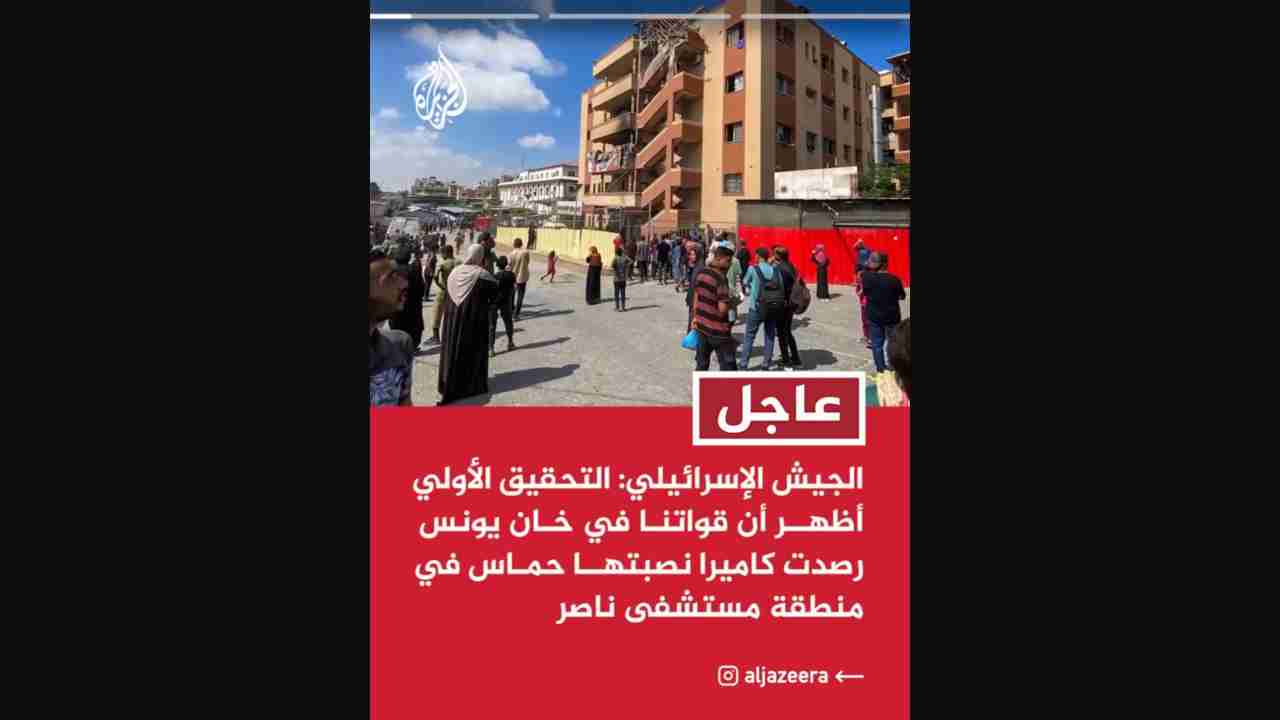 الجزيرة
عاجل
الجيش الإسرائيلي: التحقيق الأولي
أظهر أن قواتنا في خان يونس
رصدت كاميرا نصبتها حماس في
منطقة مستشفى ناصر
aljazeera